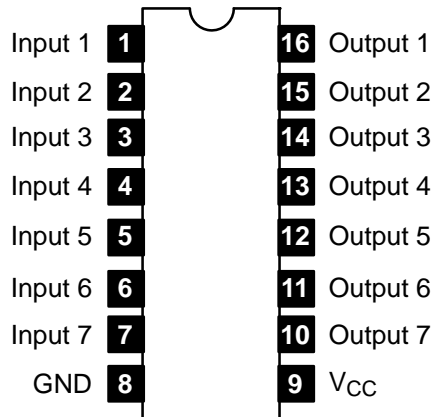 Input 1 1 16 Output 1
Input 2 2 15 Output 2
Input 3 3 14 Output 3
Input 4 4 13 Output 4
Input 5 5 12 Output 5
Input 6 6 11 Output 6
Input 7 7 10 Output 7
GND 8 9 VCC